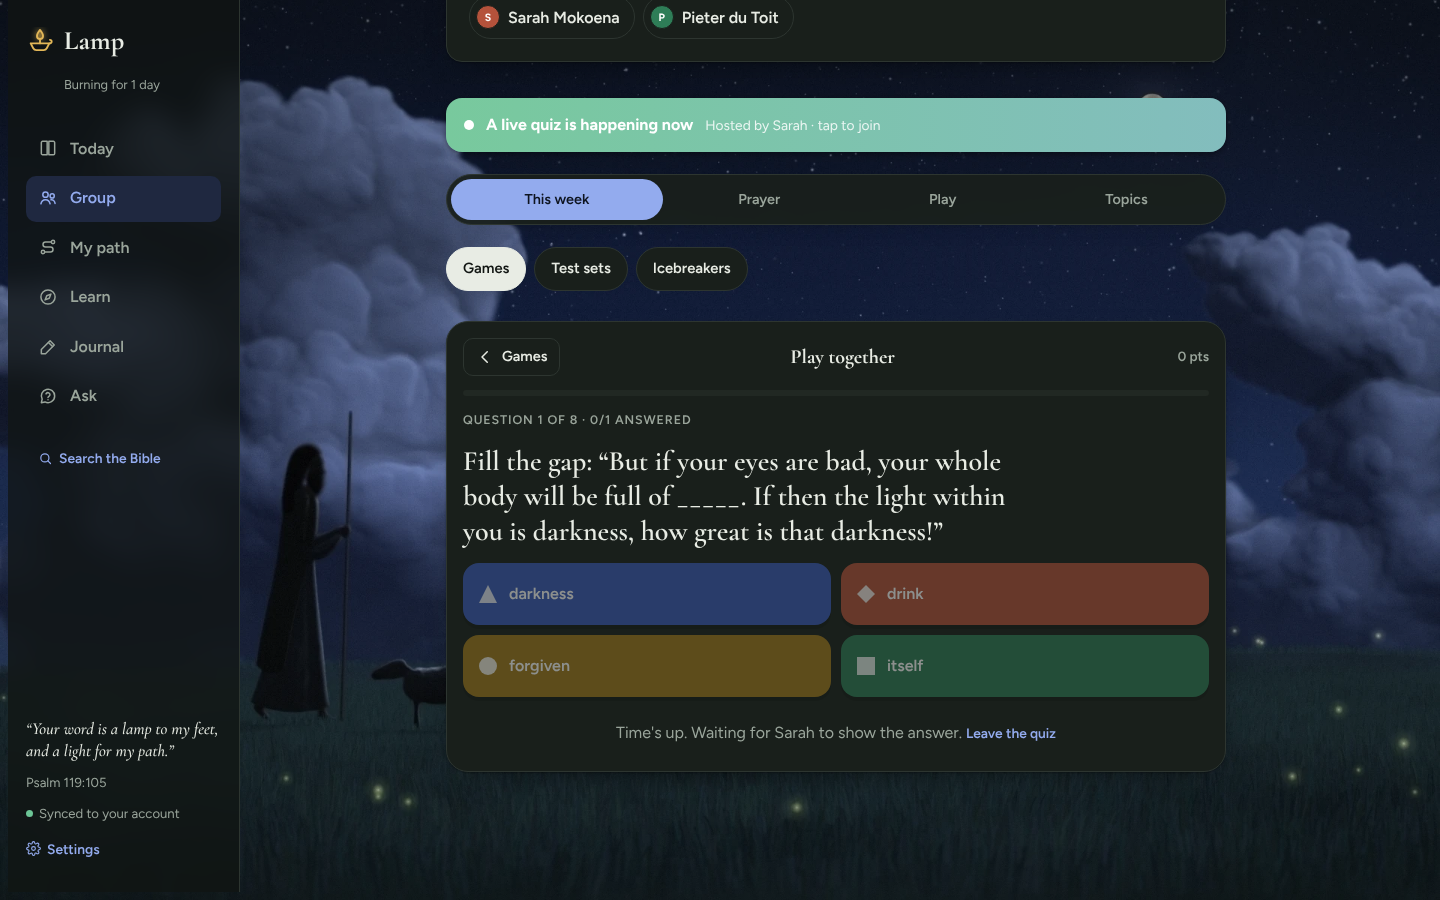 Lamp
Burning for 1 day
Today
Group
My path
Learn
Journal
Ask
Search the Bible
“Your word is a lamp to my feet,
and a light for my path.”
Psalm 119:105
Synced to your account
Settings
S Sarah Mokoena P Pieter du Toit
A live quiz is happening now Hosted by Sarah · tap to join
This week Prayer Play Topics
Games Test sets Icebreakers
Games Play together 0 pts
QUESTION 1 OF 8 · 0/1 ANSWERED
Fill the gap: “But if your eyes are bad, your whole
body will be full of _____. If then the light within
you is darkness, how great is that darkness!”
darkness drink
forgiven itself
Time's up. Waiting for Sarah to show the answer. Leave the quiz